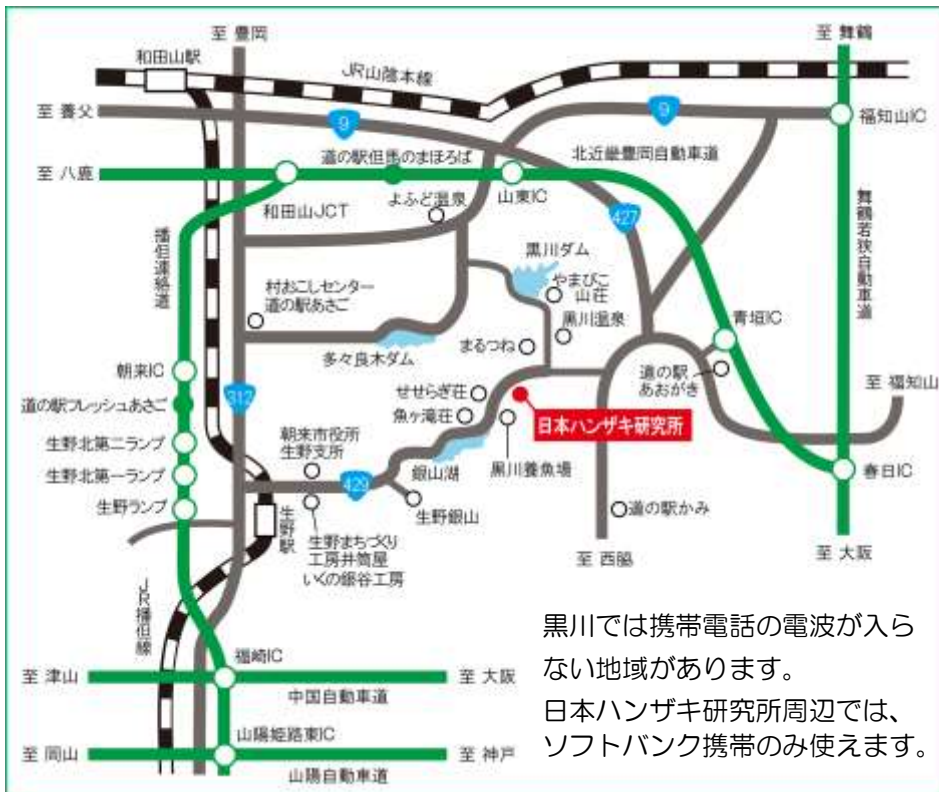 至 豊岡
至 舞鶴
和田山駅
JR山陰本線
至 養父
9
9
福知山IC
道の駅但馬のまほろば
北近畿豊岡自動車道
至 八鹿
よふど温泉
山東IC
和田山JCT
427
播但連絡道
舞鶴若狭自動車道
黒川ダム
村おこしセンター
道の駅あさご
やまびこ
山荘
黒川温泉
青垣IC
多々良木ダム
まるつね
朝来IC
道の駅
あおがき
至 福知山
せせらぎ荘
312
道の駅フレッシュあさご
魚ヶ滝荘
日本ハンザキ研究所
生野北第二ランプ
朝来市役所
生野支所
銀山湖
黒川養魚場
生野北第一ランプ
春日IC
429
生野ランプ
生野銀山
道の駅かみ
生野駅
生野まちづくり
工房井筒屋
いくの銀谷工房
至 西脇
至 大阪
JR播但線
黒川では携帯電話の電波が入ら
ない地域があります。
日本ハンザキ研究所周辺では、
ソフトバンク携帯のみ使えます。
福崎IC
至 津山
至 大阪
中国自動車道
山陽姫路東IC
至 岡山
至 神戸
山陽自動車道